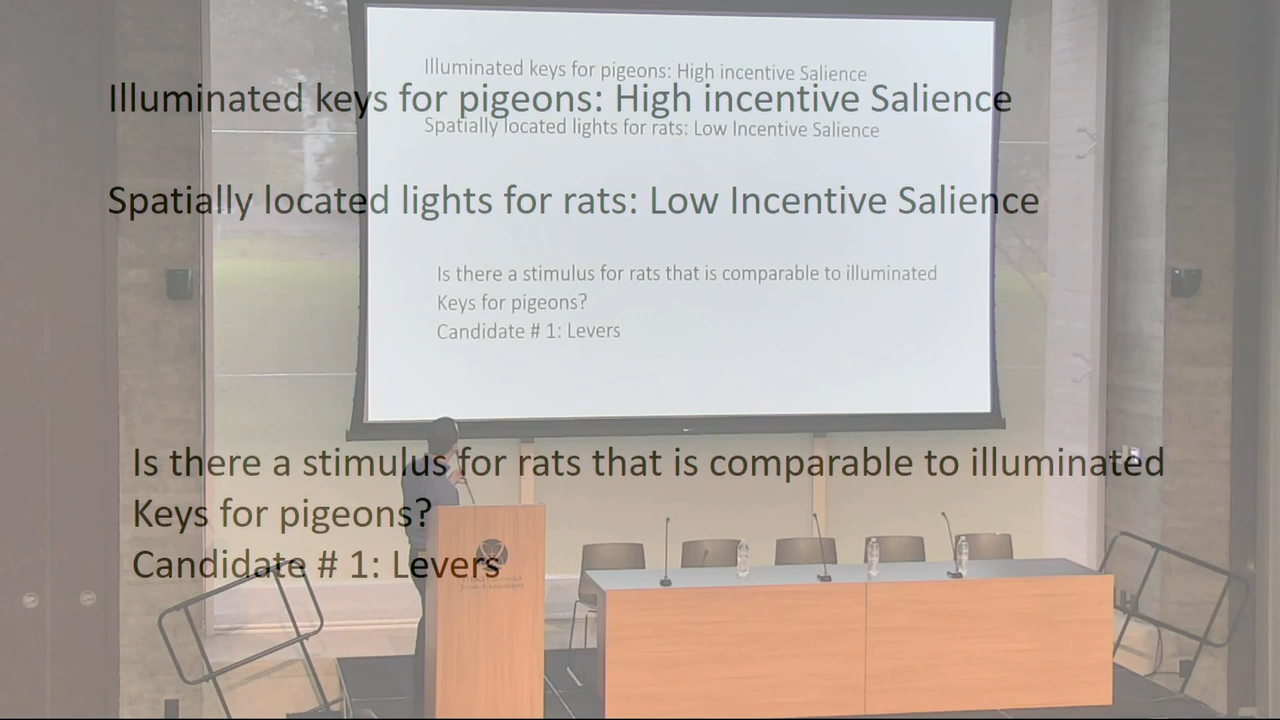 Illuminated keys for pigeons: High incentive Salience
Spatially located lights for rats: Low Incentive Salience
Is there a stimulus for rats that is comparable to illuminated
Keys for pigeons?
Candidate # 1: Levers
Illuminated keys for pigeons: High incentive Salience
Spatially located lights for rats: Low Incentive Salience
Is there a stimulus for rats that is comparable to illuminated
Keys for pigeons?
Candidate # 1: Levers